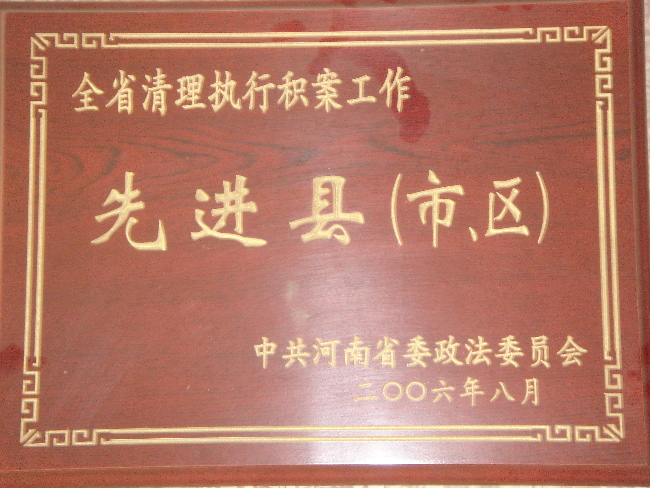 全省清理执行积案工作
先进县(市、区)
中共河南省委政法委员会
二〇〇六年八月